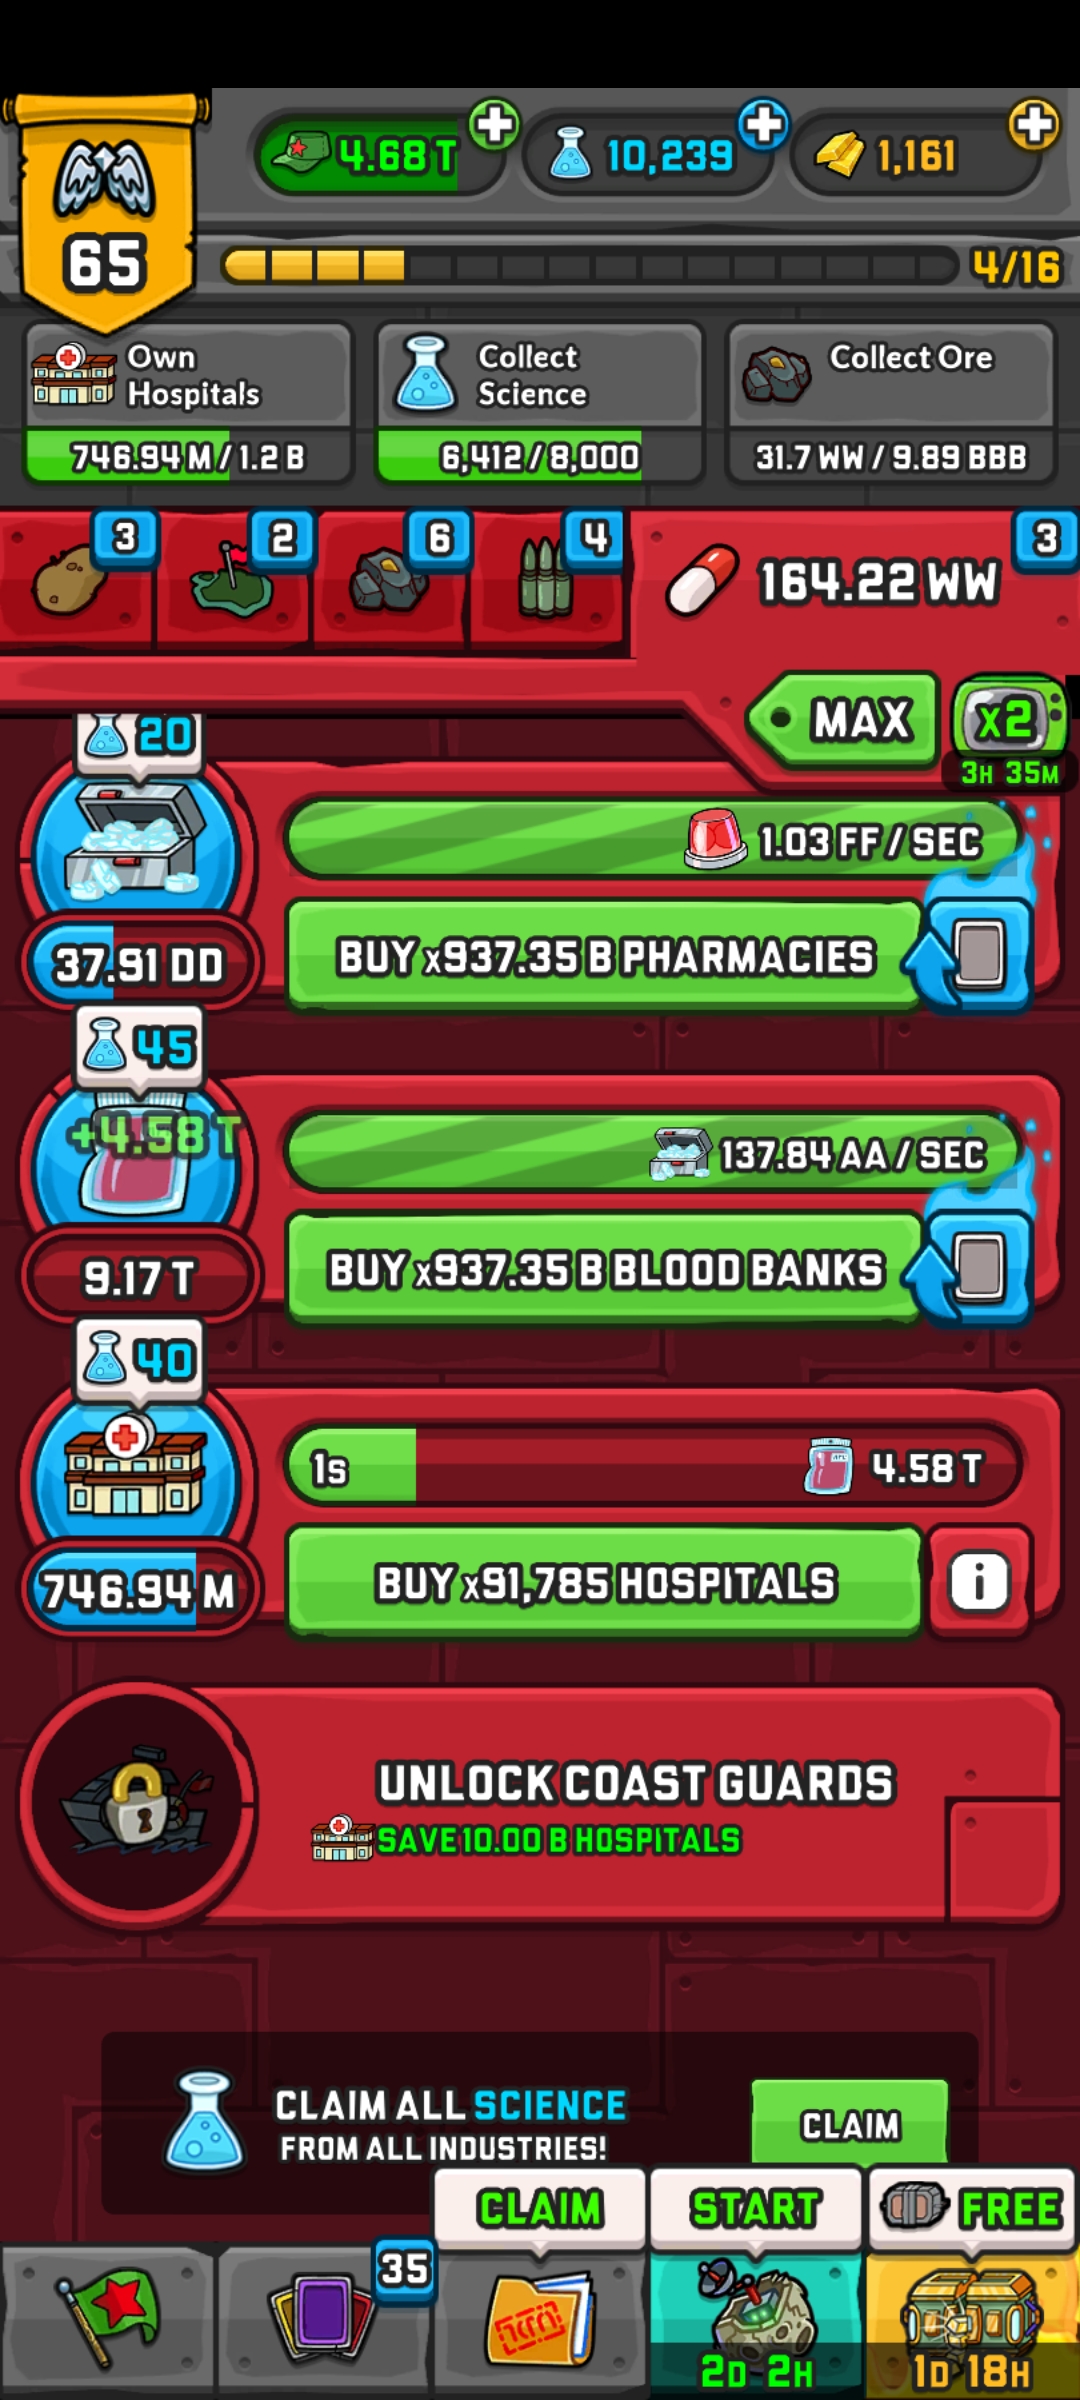 4.68 T
10,239
1,161
65
4/16
Own
Hospitals
746.94 M / 1.2 B
Collect
Science
6,412 / 8,000
Collect Ore
31.7 WW / 9.89 BBB
3
2
6
4
164.22 WW
3
MAX
x2
3H 35M
20
1.03 FF / SEC
37.91 DD
BUY x937.35 B PHARMACIES
45
+4.58 T
137.84 AA / SEC
9.17 T
BUY x937.35 B BLOOD BANKS
40
1s
4.58 T
746.94 M
BUY x91,785 HOSPITALS
i
UNLOCK COAST GUARDS
SAVE 10.00 B HOSPITALS
CLAIM ALL SCIENCE
FROM ALL INDUSTRIES!
CLAIM
CLAIM
START
FREE
35
2D 2H
1D 18H